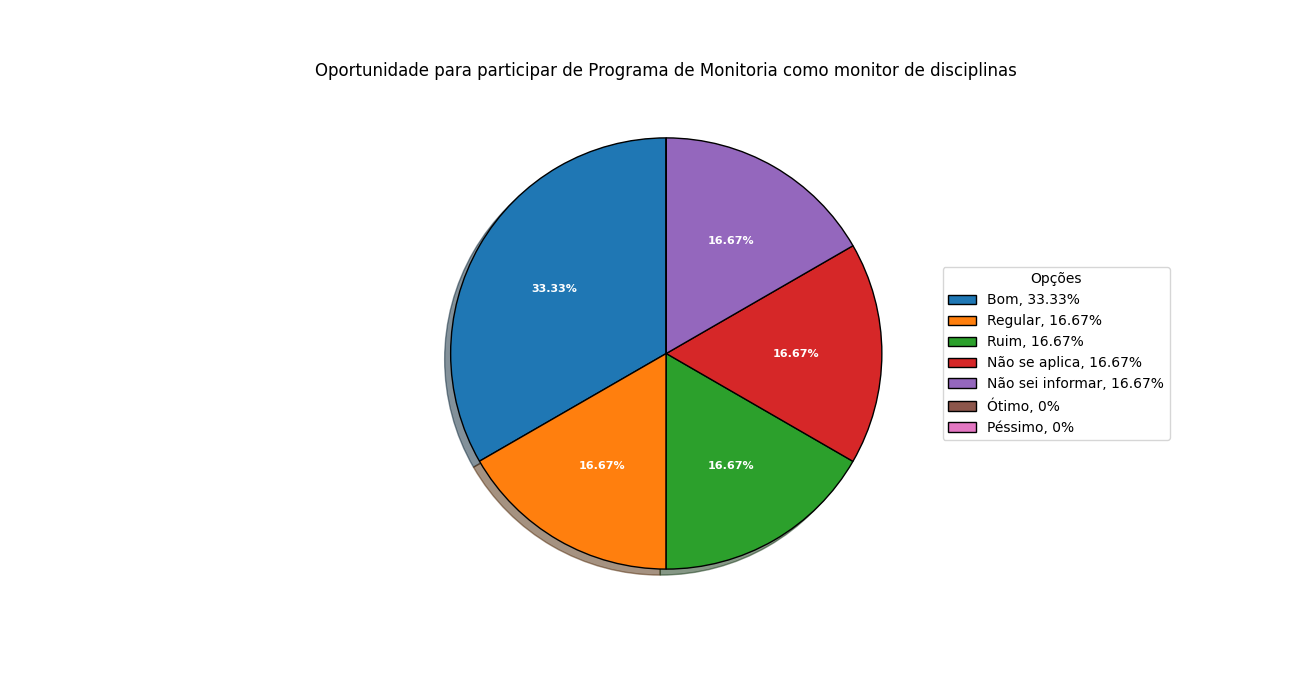 Oportunidade para participar de Programa de Monitoria como monitor de disciplinas
16.67%
33.33%
16.67%
16.67%
16.67%
Opções
Bom, 33.33%
Regular, 16.67%
Ruim, 16.67%
Não se aplica, 16.67%
Não sei informar, 16.67%
Ótimo, 0%
Péssimo, 0%